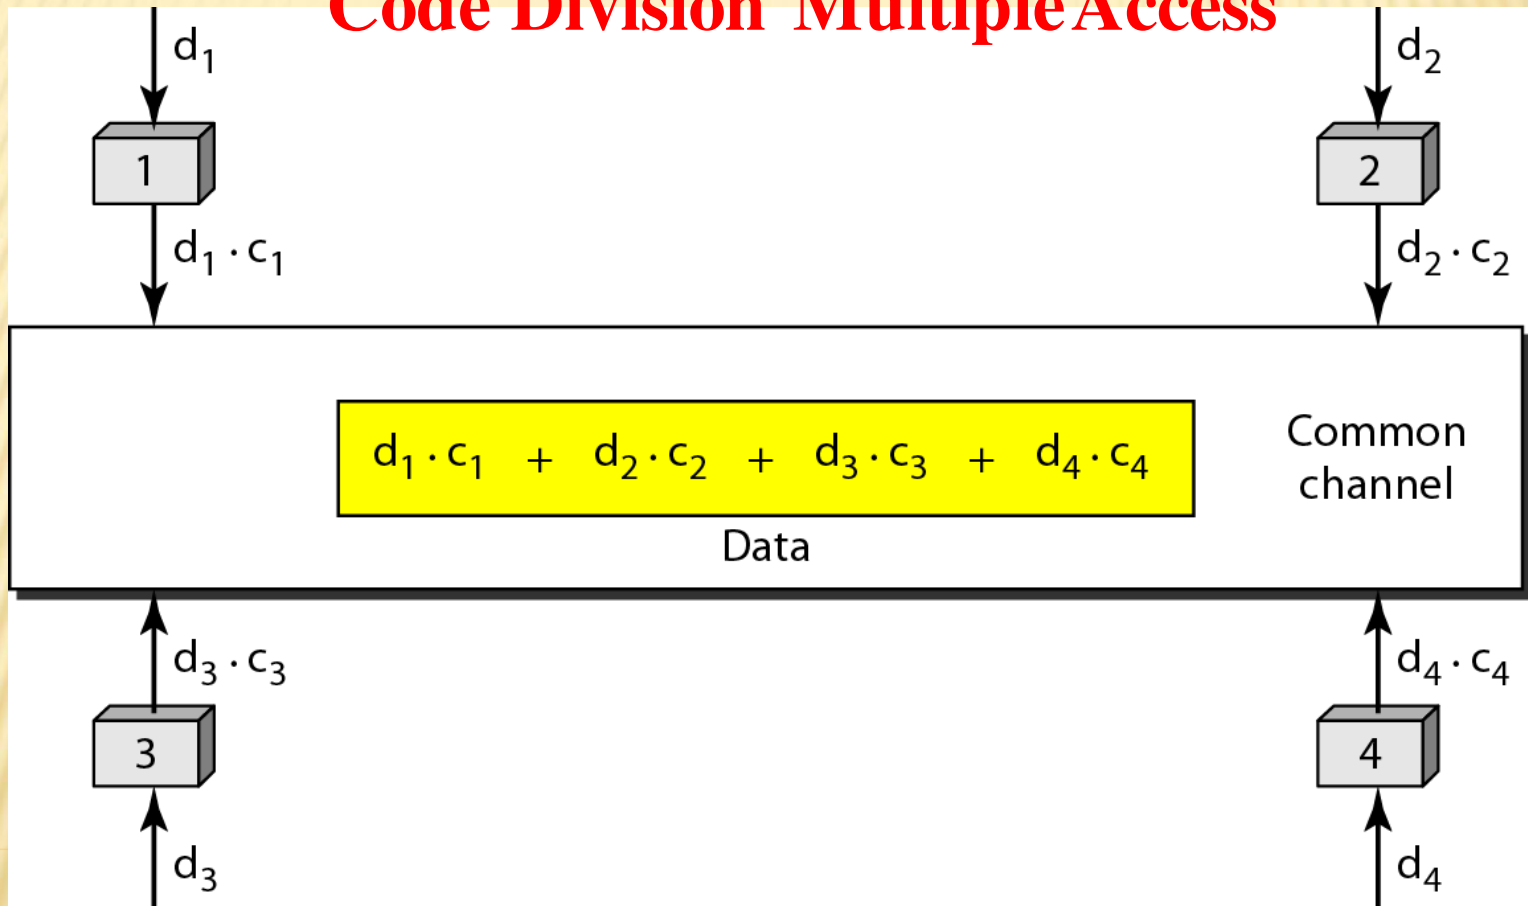 Code Division Multiple Access
d₁
d₂
1
2
d₁ · c₁
d₂ · c₂
d₁ · c₁ + d₂ · c₂ + d₃ · c₃ + d₄ · c₄
Common
channel
Data
d₃ · c₃
d₄ · c₄
3
4
d₃
d₄